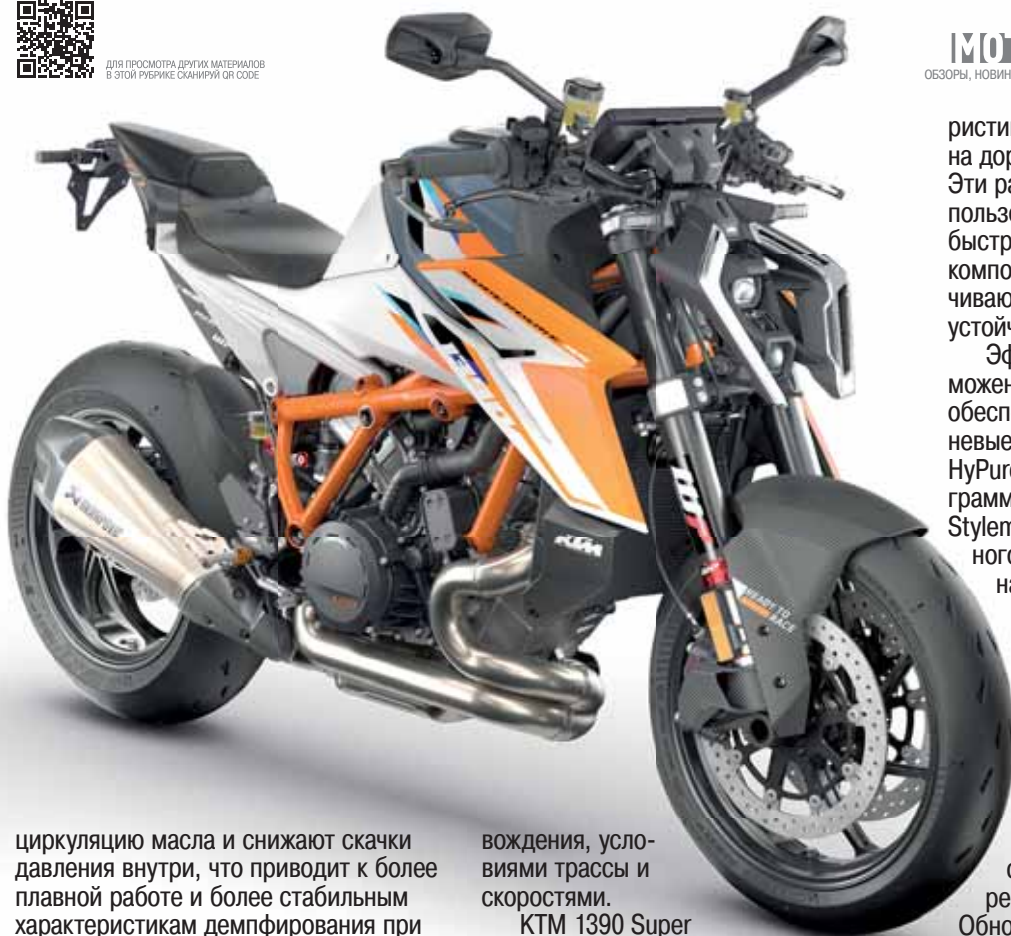 ДЛЯ ПРОСМОТРА ДРУГИХ МАТЕРИАЛОВ
В ЭТОЙ РУБРИКЕ СКАНИРУЙ QR CODE
МОТ
ОБЗОРЫ, НОВИН
ристи
на дор
Эти ра
пользо
быстр
компо
чиваю
устойч
Эф
можен
обесп
невые
HyPure
грамм
Stylem
ного
на
KTM
READY TO
RACE
циркуляцию масла и снижают скачки
давления внутри, что приводит к более
плавной работе и более стабильным
характеристикам демпфирования при
вождения, усло-
виями трассы и
скоростями.
KTM 1390 Super
с
ре
Обно